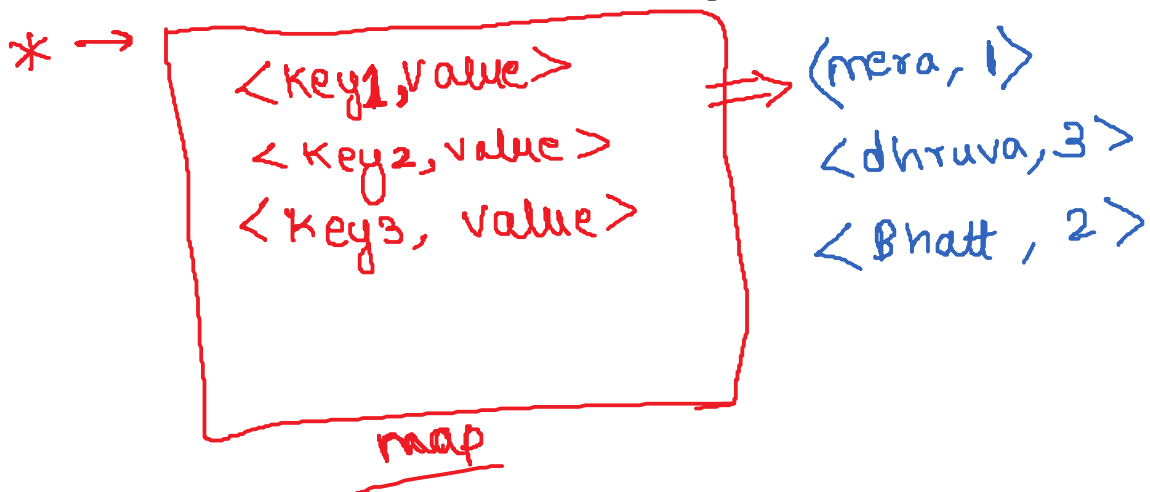 * → <key1,value> ⇒ (mera, 1>
<key2, value> <dhruva, 3>
<key3, value> <Bhatt, 2>
map